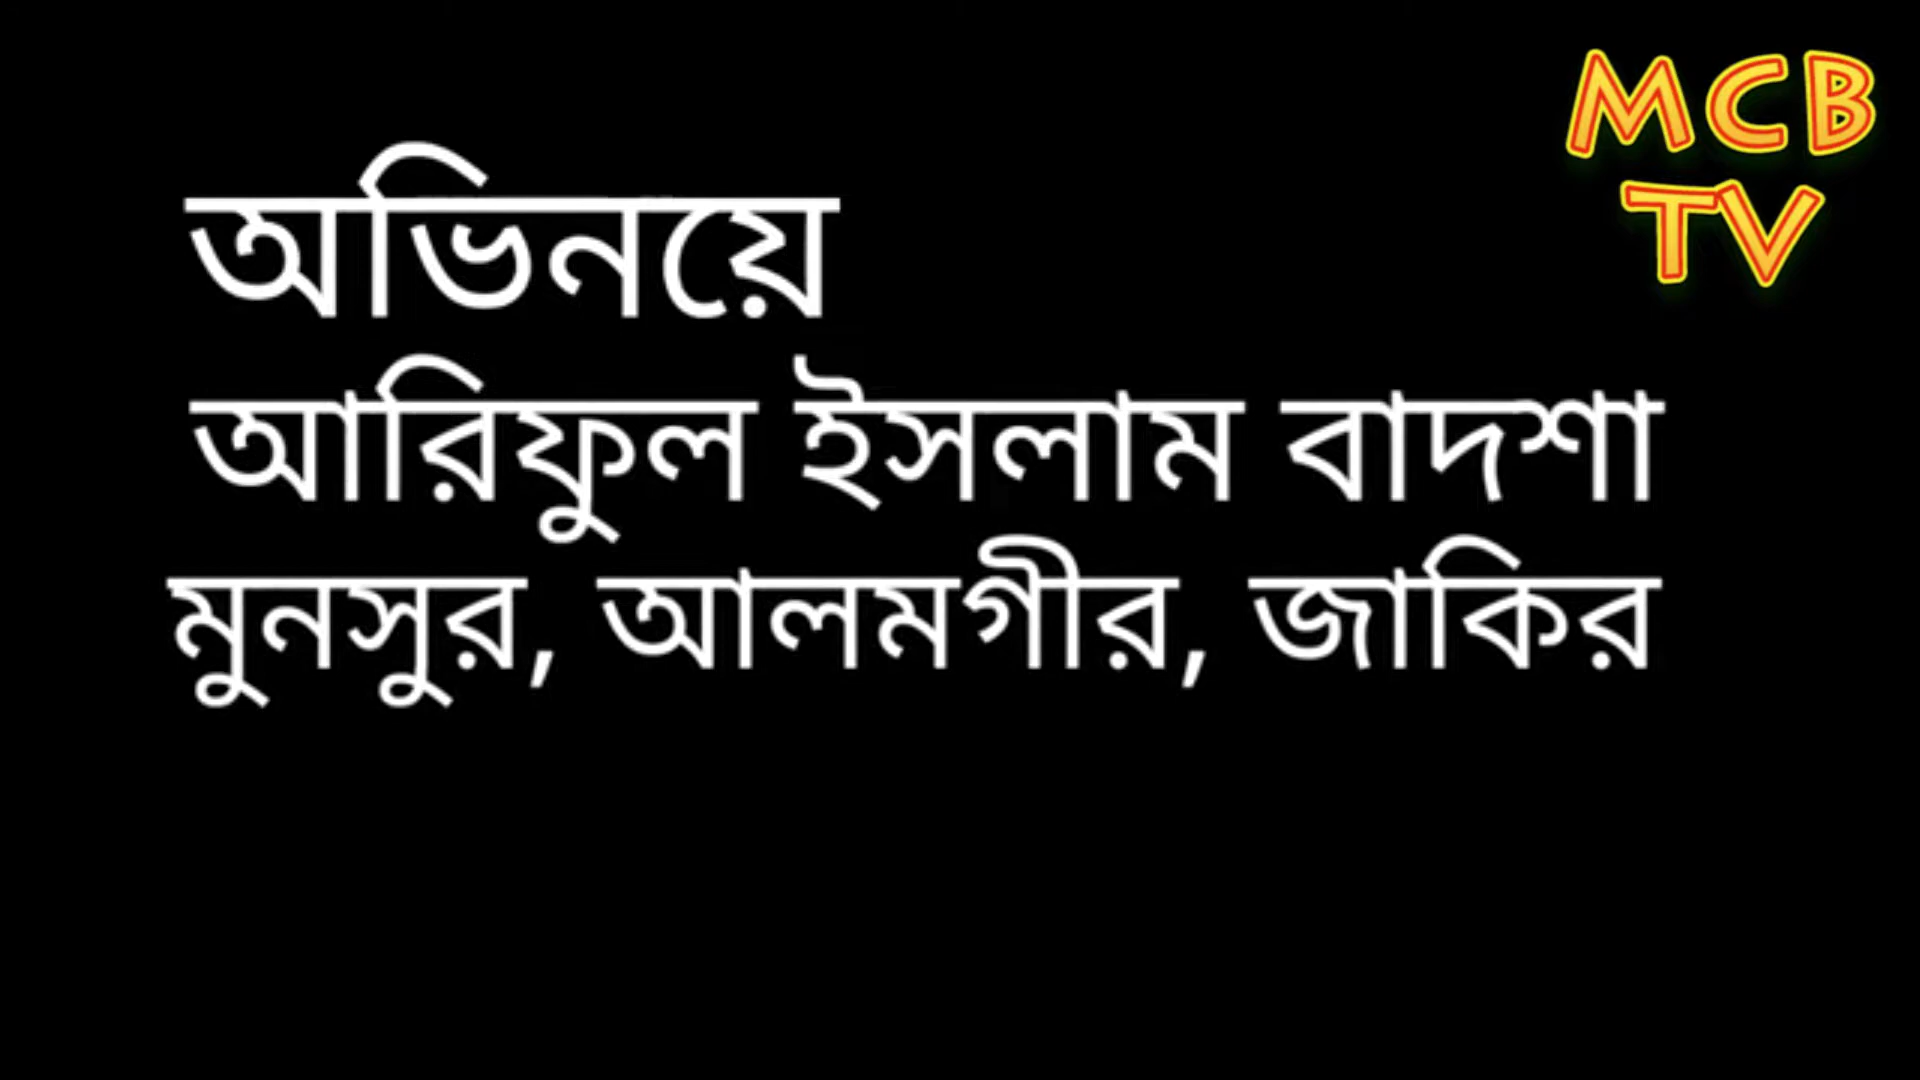 MCB
TV
অভিনয়ে
আরিফুল ইসলাম বাদশা
মুনসুর, আলমগীর, জাকির